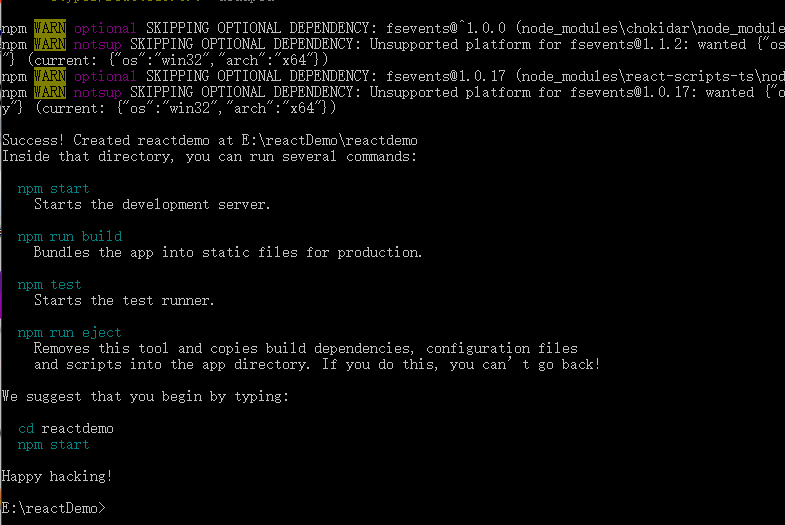 npm WARN optional SKIPPING OPTIONAL DEPENDENCY: fsevents@^1.0.0 (node_modules\chokidar\node_module
npm WARN notsup SKIPPING OPTIONAL DEPENDENCY: Unsupported platform for fsevents@1.1.2: wanted {"os
"} (current: {"os":"win32","arch":"x64"})
npm WARN optional SKIPPING OPTIONAL DEPENDENCY: fsevents@1.0.17 (node_modules\react-scripts-ts\nod
npm WARN notsup SKIPPING OPTIONAL DEPENDENCY: Unsupported platform for fsevents@1.0.17: wanted {"o
y"} (current: {"os":"win32","arch":"x64"})
Success! Created reactdemo at E:\reactDemo\reactdemo
Inside that directory, you can run several commands:
npm start
Starts the development server.
npm run build
Bundles the app into static files for production.
npm test
Starts the test runner.
npm run eject
Removes this tool and copies build dependencies, configuration files
and scripts into the app directory. If you do this, you can’t go back!
We suggest that you begin by typing:
cd reactdemo
npm start
Happy hacking!
E:\reactDemo>